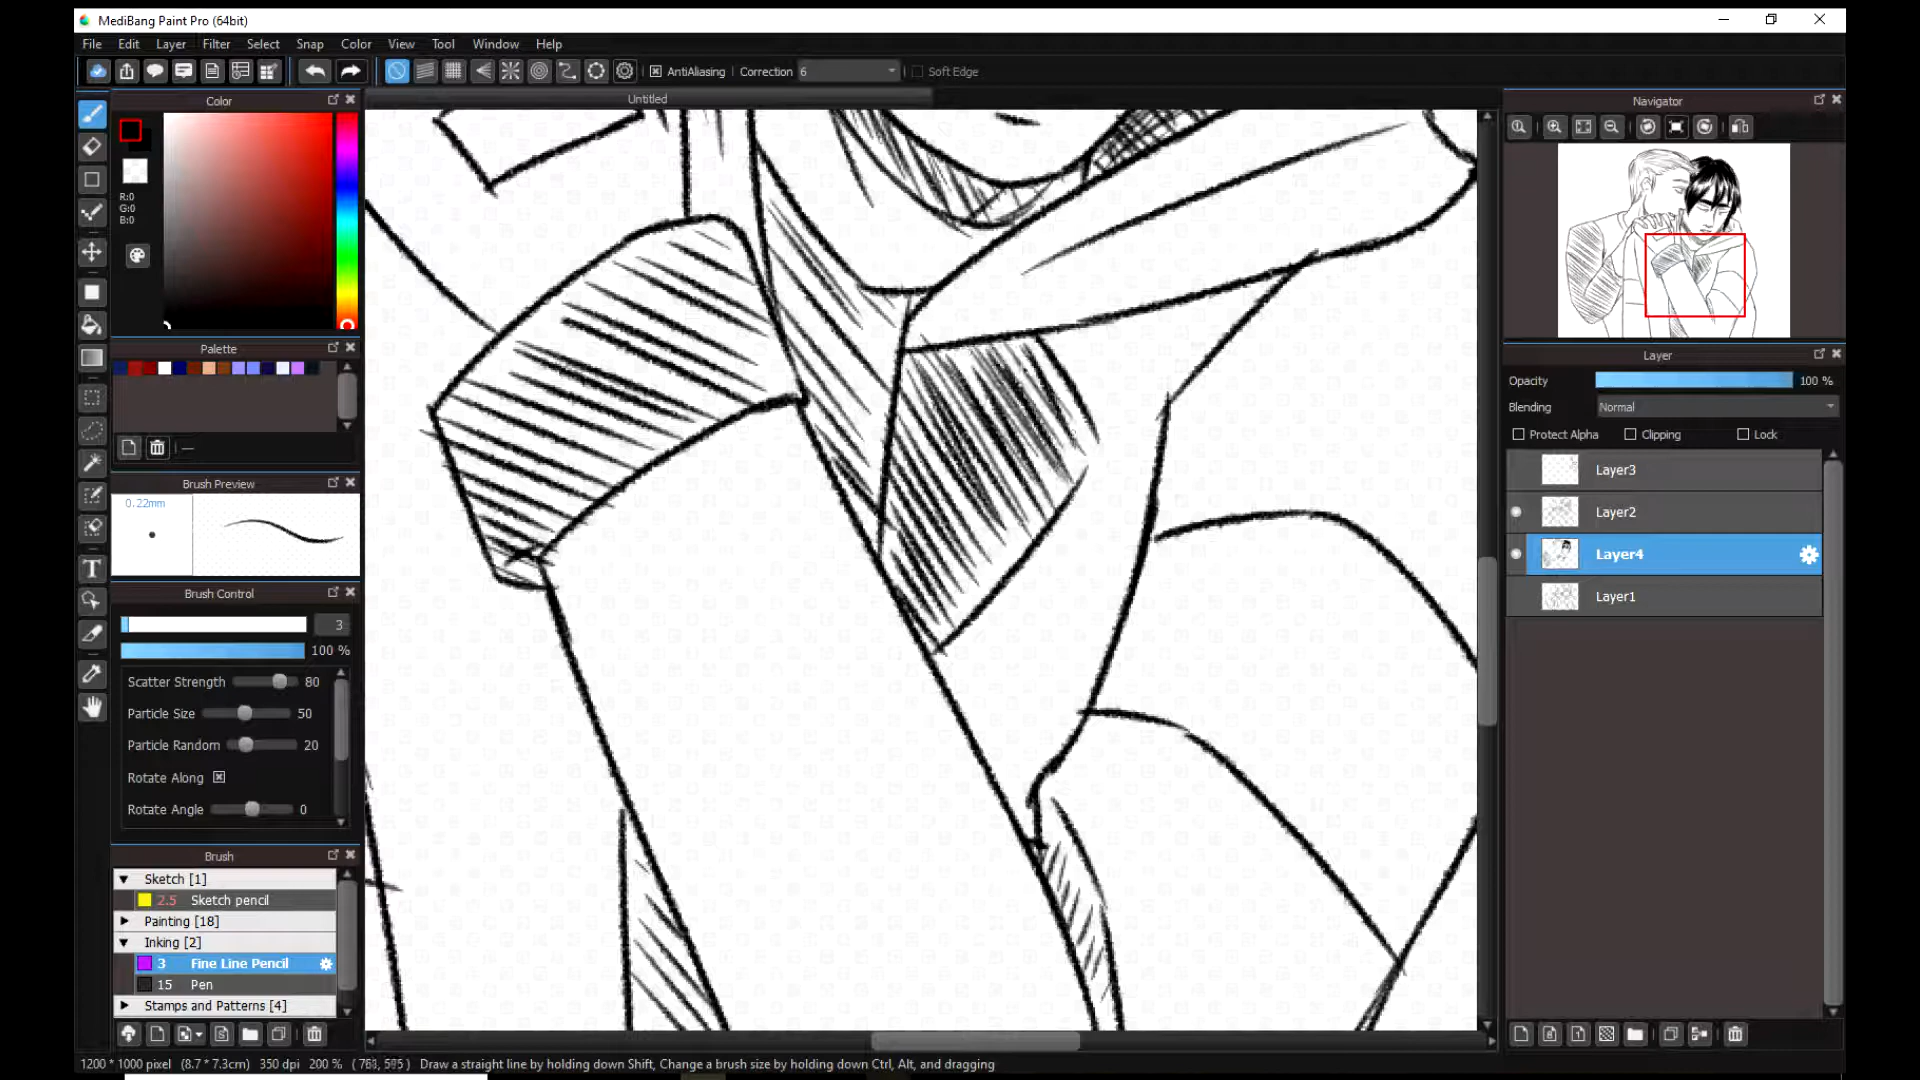 MediBang Paint Pro (64bit)
File Edit Layer Filter Select Snap Color View Tool Window Help
AntiAliasing Correction 6 Soft Edge
Color
Untitled
Navigator
R:0
G:0
B:0
Palette
Layer
Opacity 100 %
Blending Normal
Protect Alpha Clipping Lock
Layer3
Layer2
Layer4
Layer1
Brush Preview
0.22mm
Brush Control
3
100 %
Scatter Strength 80
Particle Size 50
Particle Random 20
Rotate Along
Rotate Angle 0
Brush
Sketch [1]
2.5 Sketch pencil
Painting [18]
Inking [2]
3 Fine Line Pencil
15 Pen
Stamps and Patterns [4]
1200 * 1000 pixel (8.7 * 7.3cm) 350 dpi 200 % Draw a straight line by holding down Shift, Change a brush size by holding down Ctrl, Alt, and dragging